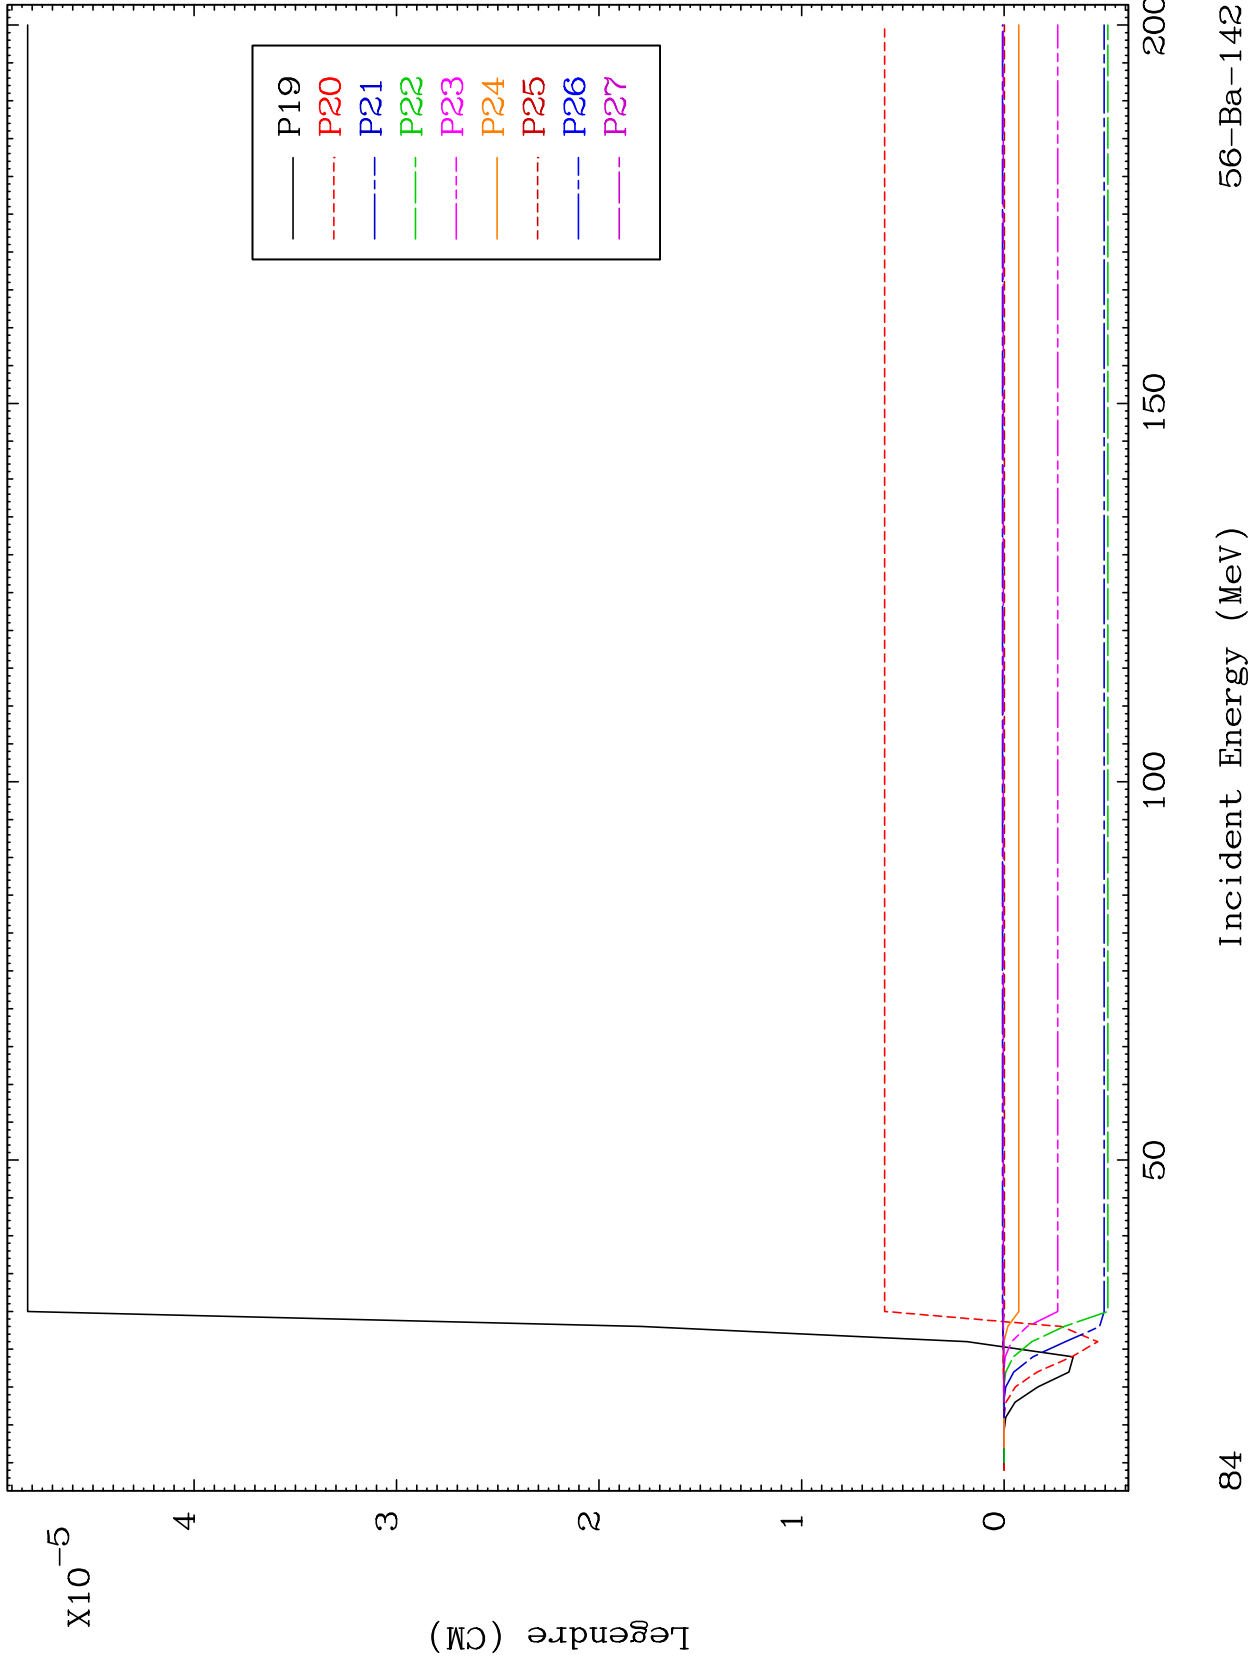 X10-5
4
3
2
1
0
Legendre (CM)
P19
P20
P21
P22
P23
P24
P25
P26
P27
50
100
150
200
Incident Energy (MeV)
84
56-Ba-142